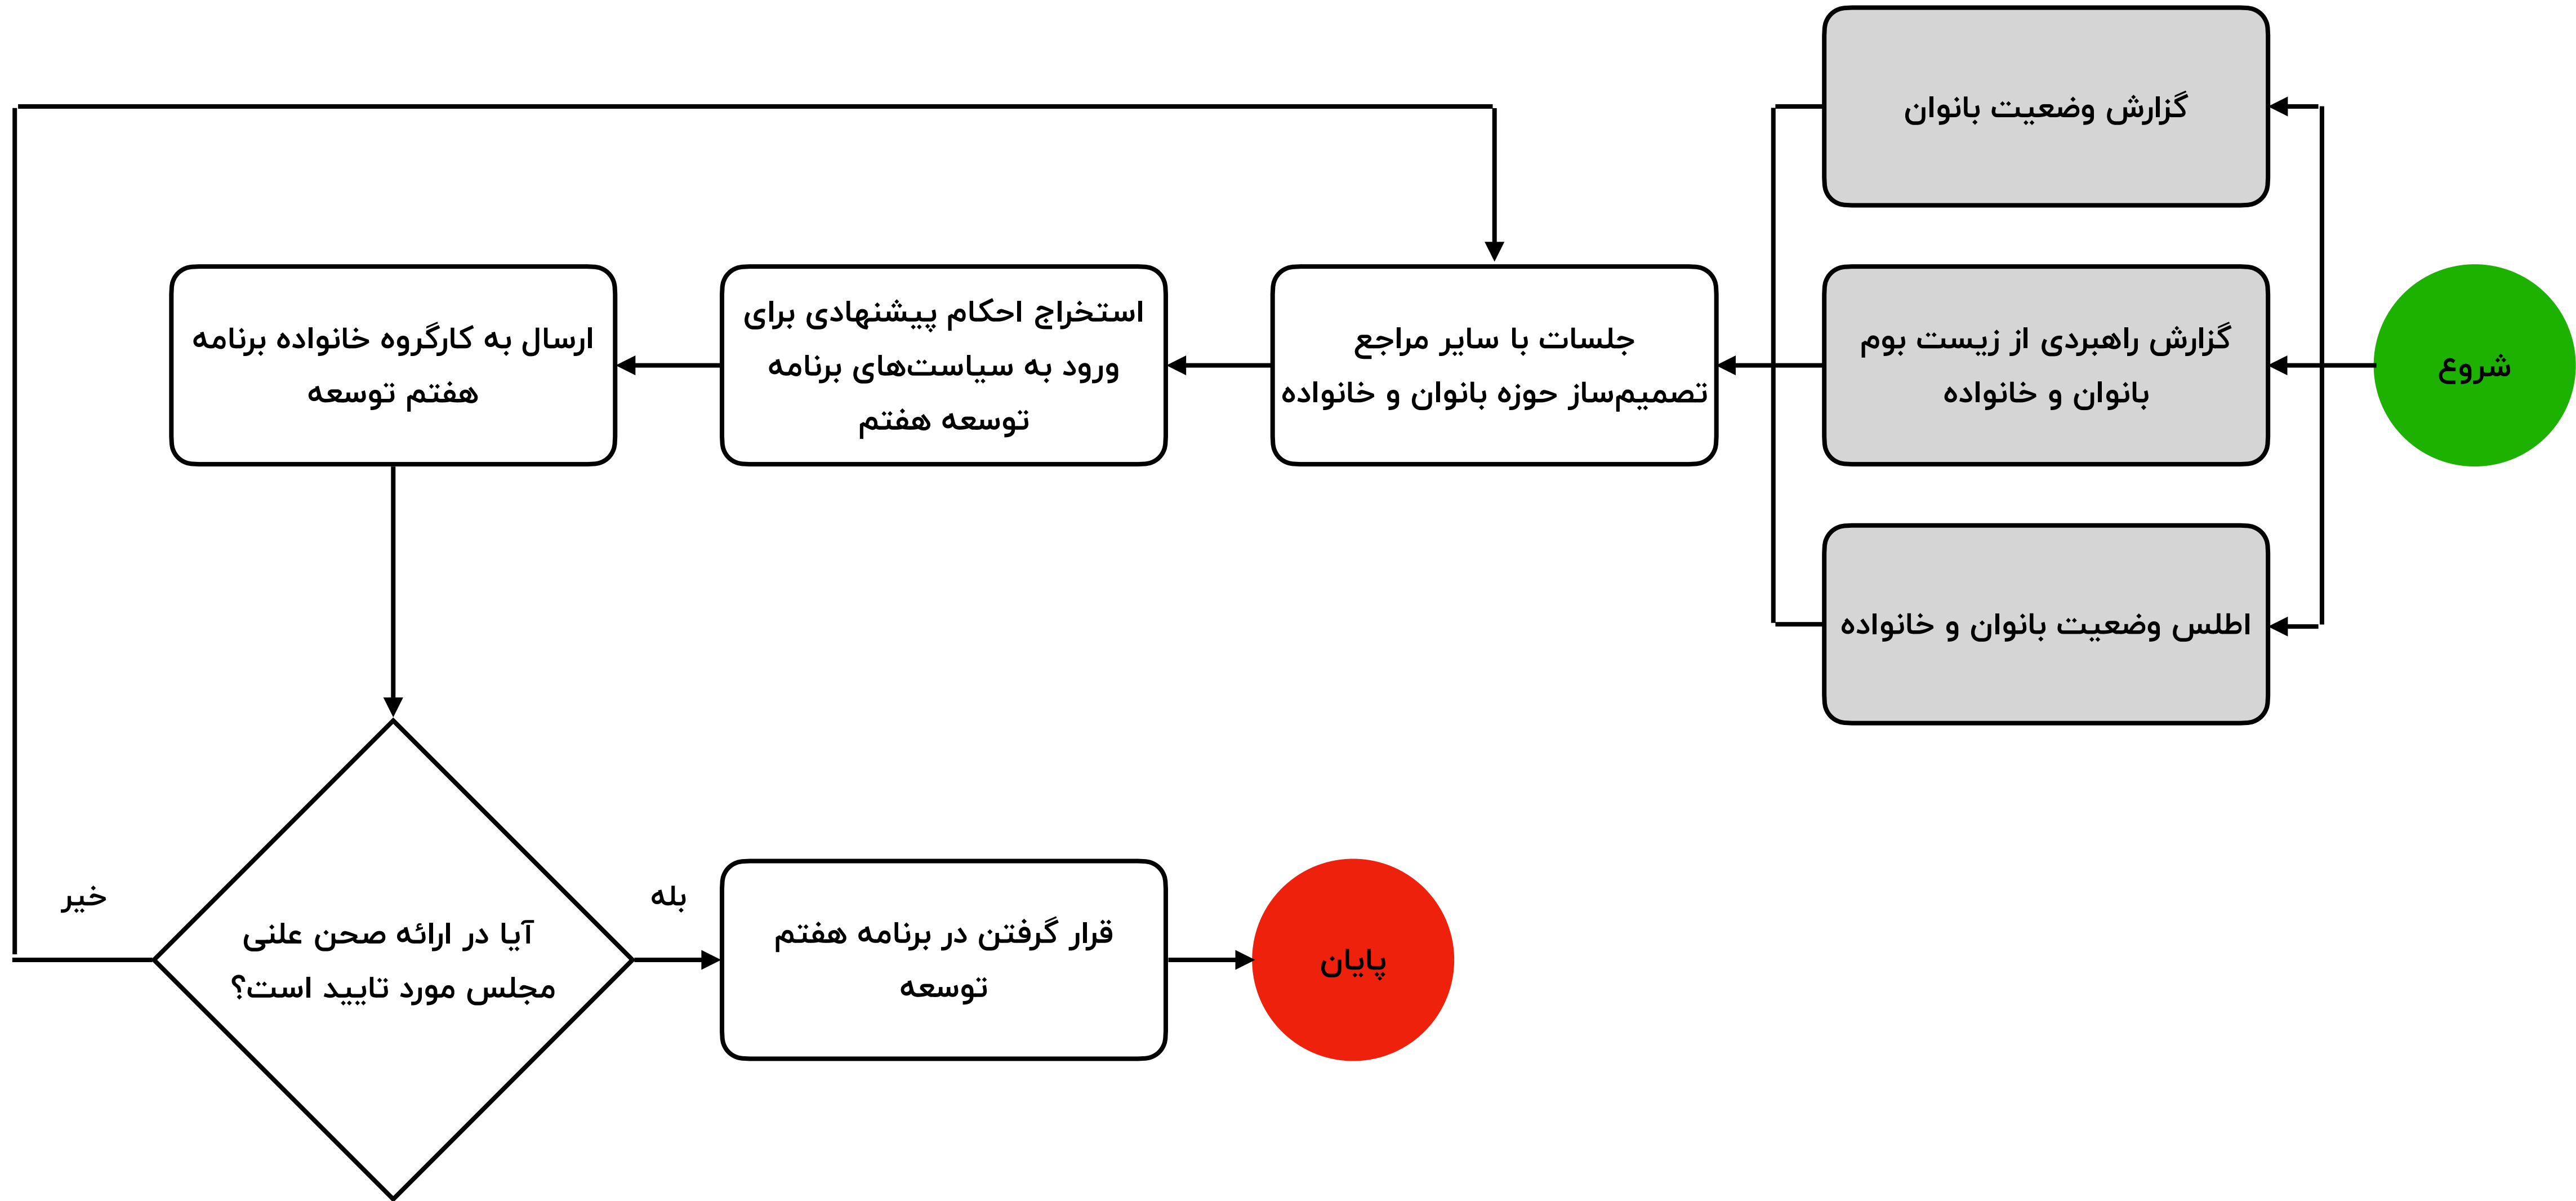 شروع
گزارش وضعیت بانوان
گزارش راهبردی از زیست بوم
بانوان و خانواده
اطلس وضعیت بانوان و خانواده
جلسات با سایر مراجع
تصمیم‌ساز حوزه بانوان و خانواده
استخراج احکام پیشنهادی برای
ورود به سیاست‌های برنامه
توسعه هفتم
ارسال به کارگروه خانواده برنامه
هفتم توسعه
آیا در ارائه صحن علنی
مجلس مورد تایید است؟
خیر
بله
قرار گرفتن در برنامه هفتم
توسعه
پایان